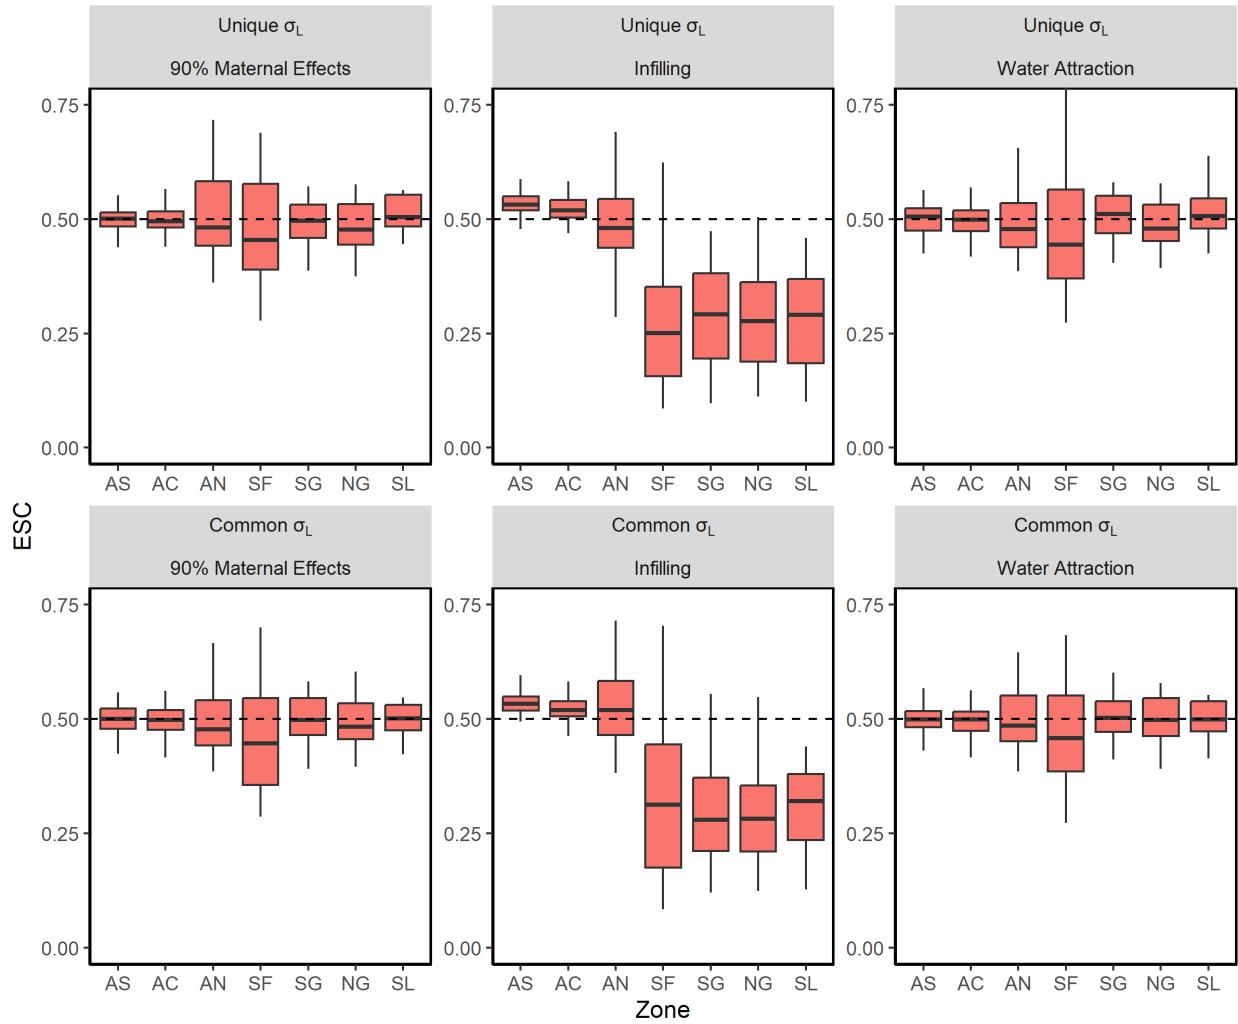 Unique σL Unique σL Unique σL
90% Maternal Effects Infilling Water Attraction
0.75 0.75 0.75
0.50 0.50 0.50
0.25 0.25 0.25
0.00 0.00 0.00
AS AC AN SF SG NG SL AS AC AN SF SG NG SL AS AC AN SF SG NG SL
ESC
Common σL Common σL Common σL
90% Maternal Effects Infilling Water Attraction
0.75 0.75 0.75
0.50 0.50 0.50
0.25 0.25 0.25
0.00 0.00 0.00
AS AC AN SF SG NG SL AS AC AN SF SG NG SL AS AC AN SF SG NG SL
Zone